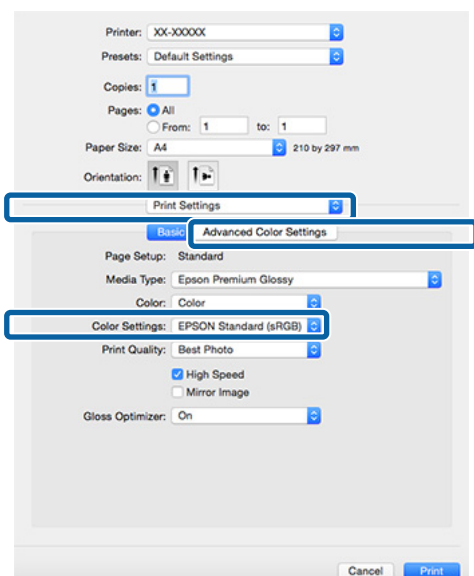 Printer: XX-XXXXX
Presets: Default Settings
Copies: 1
Pages: All
From: 1 to: 1
Paper Size: A4 210 by 297 mm
Orientation:
Print Settings
Basic Advanced Color Settings
Page Setup: Standard
Media Type: Epson Premium Glossy
Color: Color
Color Settings: EPSON Standard (sRGB)
Print Quality: Best Photo
High Speed
Mirror Image
Gloss Optimizer: On
Cancel Print